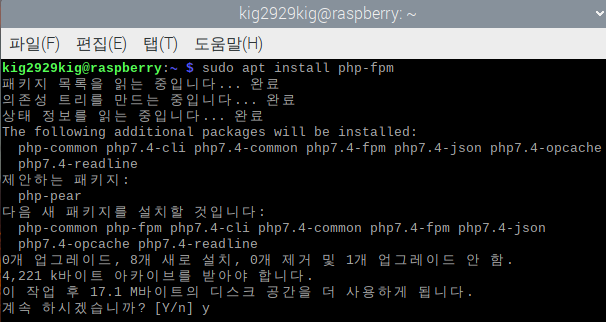 kig2929kig@raspberry: ~
파일(F) 편집(E) 탭(T) 도움말(H)
kig2929kig@raspberry:~ $ sudo apt install php-fpm
패키지 목록을 읽는 중입니다... 완료
의존성 트리를 만드는 중입니다... 완료
상태 정보를 읽는 중입니다... 완료
The following additional packages will be installed:
php-common php7.4-cli php7.4-common php7.4-fpm php7.4-json php7.4-opcache
php7.4-readline
제안하는 패키지:
php-pear
다음 새 패키지를 설치할 것입니다:
php-common php-fpm php7.4-cli php7.4-common php7.4-fpm php7.4-json
php7.4-opcache php7.4-readline
0개 업그레이드, 8개 새로 설치, 0개 제거 및 1개 업그레이드 안 함.
4,221 k바이트 아카이브를 받아야 합니다.
이 작업 후 17.1 M바이트의 디스크 공간을 더 사용하게 됩니다.
계속 하시겠습니까? [Y/n] y